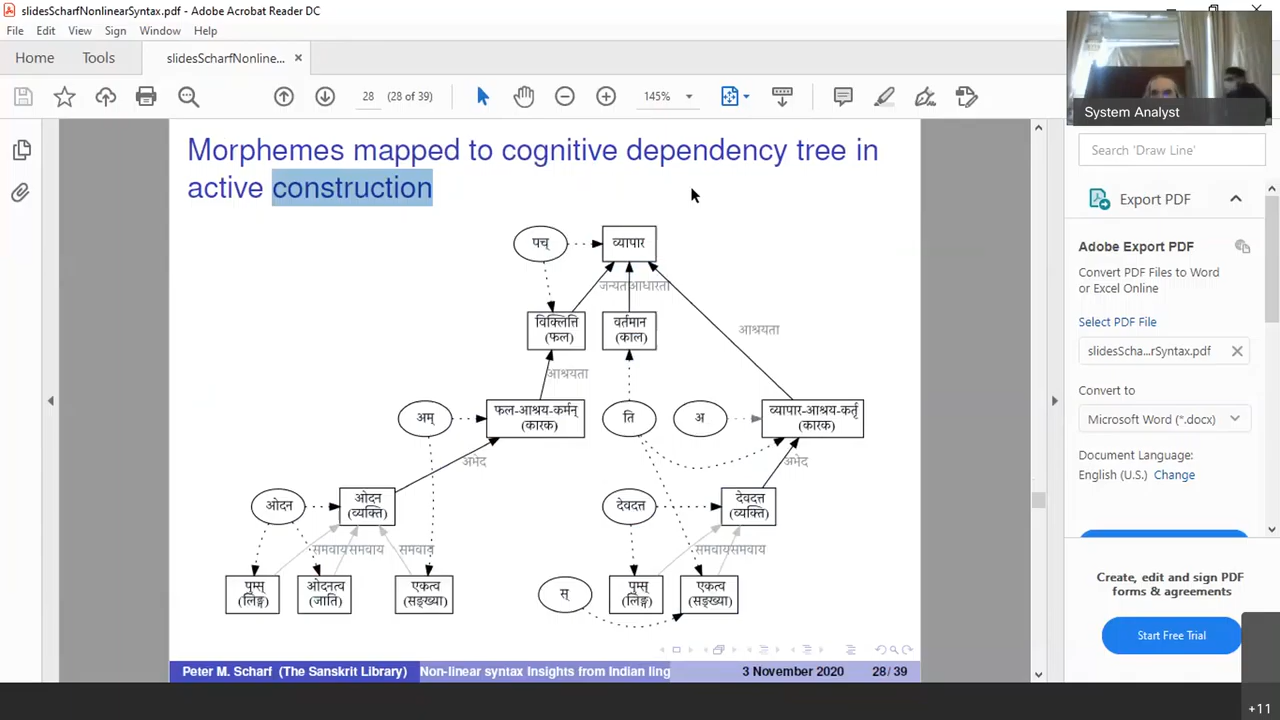 slidesScharfNonlinearSyntax.pdf - Adobe Acrobat Reader DC
File Edit View Sign Window Help
Home Tools slidesScharfNonline... ×
28 (28 of 39) 145%
System Analyst
Search 'Draw Line'
Export PDF
Adobe Export PDF
Convert PDF Files to Word
or Excel Online
Select PDF File
slidesScha...rSyntax.pdf
Convert to
Microsoft Word (*.docx)
Document Language:
English (U.S.) Change
Create, edit and sign PDF
forms & agreements
Start Free Trial
+11
Morphemes mapped to cognitive dependency tree in
active construction
पच् व्यापार
जन्यता आधारता
विक्लित्ति वर्तमान आश्रयता
(फल) (काल)
आश्रयता
अम् फल-आश्रय-कर्मन् ति अ व्यापार-आश्रय-कर्तृ
(कारक) (कारक)
अभेद अभेद
ओदन ओदन देवदत्त देवदत्त
(व्यक्ति) (व्यक्ति)
समवाय समवाय समवाय समवाय समवाय
पुम्स् ओदनत्व एकत्व स् पुम्स् एकत्व
(लिङ्ग) (जाति) (सङ्ख्या) (लिङ्ग) (सङ्ख्या)
Peter M. Scharf (The Sanskrit Library) Non-linear syntax Insights from Indian ling 3 November 2020 28/39